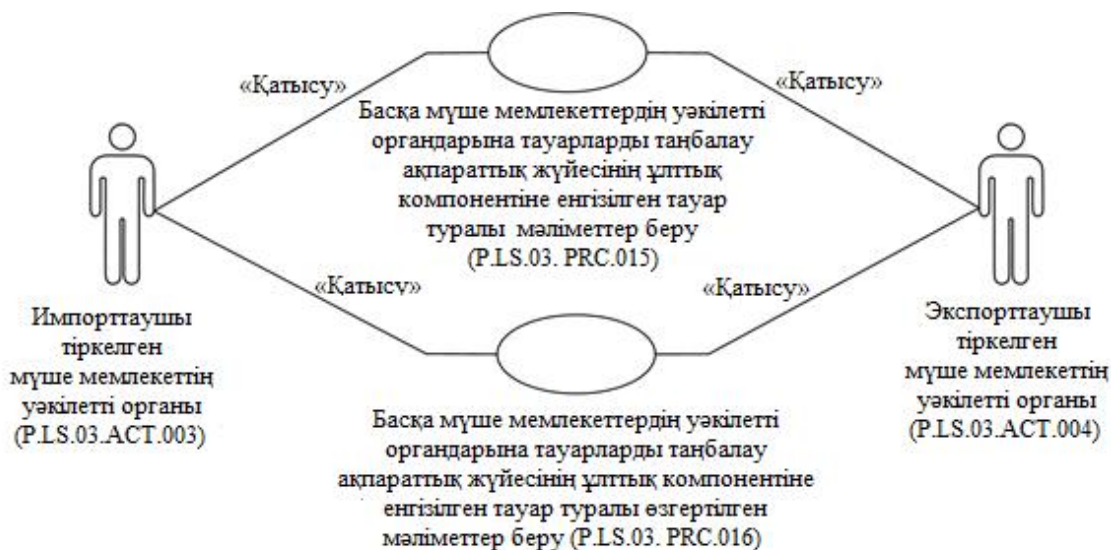 «Қатысу»
«Қатысу»
Басқа мүше мемлекеттердің уәкілетті
органдарына тауарларды таңбалау
ақпараттық жүйесінің ұлттық
компонентіне енгізілген тауар
туралы мәліметтер беру
(P.LS.03. PRC.015)
«Қатысу»
«Қатысу»
Импорттаушы
тіркелген
мүше мемлекеттің
уәкілетті органы
(P.LS.03.ACT.003)
Экспорттаушы
тіркелген
мүше мемлекеттің
уәкілетті органы
(P.LS.03.ACT.004)
Басқа мүше мемлекеттердің уәкілетті
органдарына тауарларды таңбалау
ақпараттық жүйесінің ұлттық компонентіне
енгізілген тауар туралы өзгертілген
мәліметтер беру (P.LS.03. PRC.016)